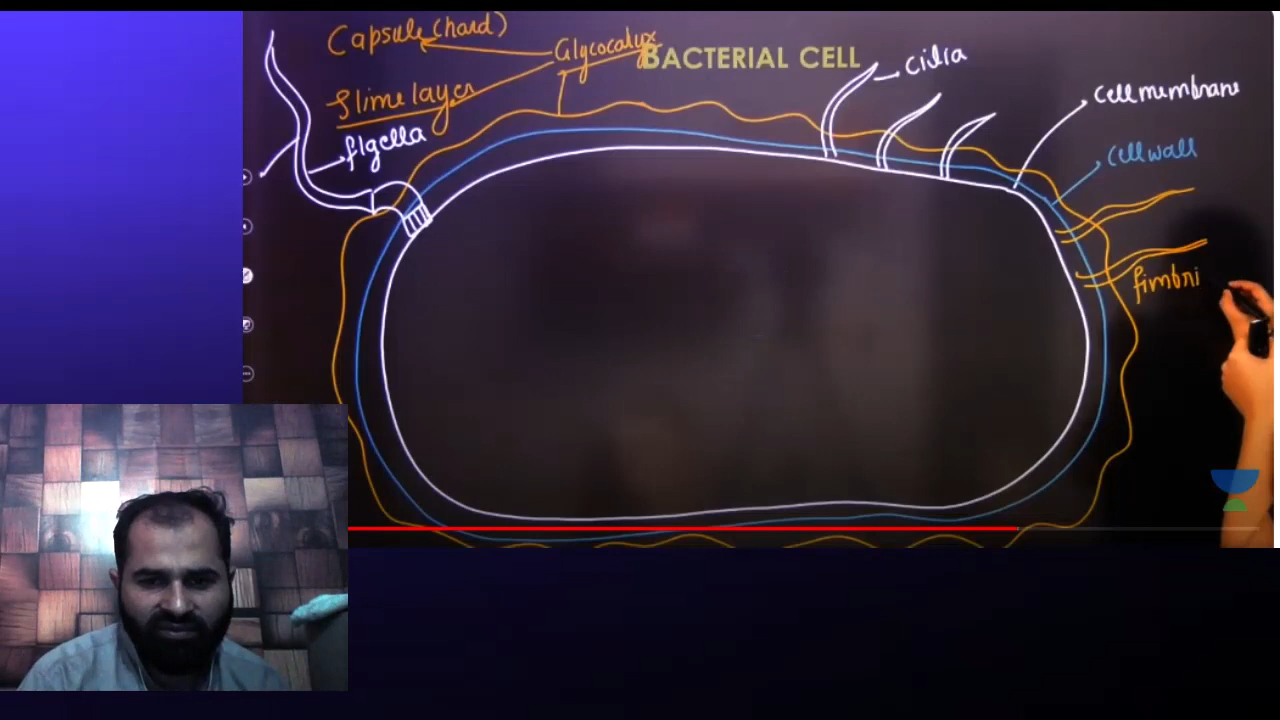 Capsule (hard)
Glycocalyx
BACTERIAL CELL
cilia
Slime layer
cell membrane
flgella
cell wall
fimbri